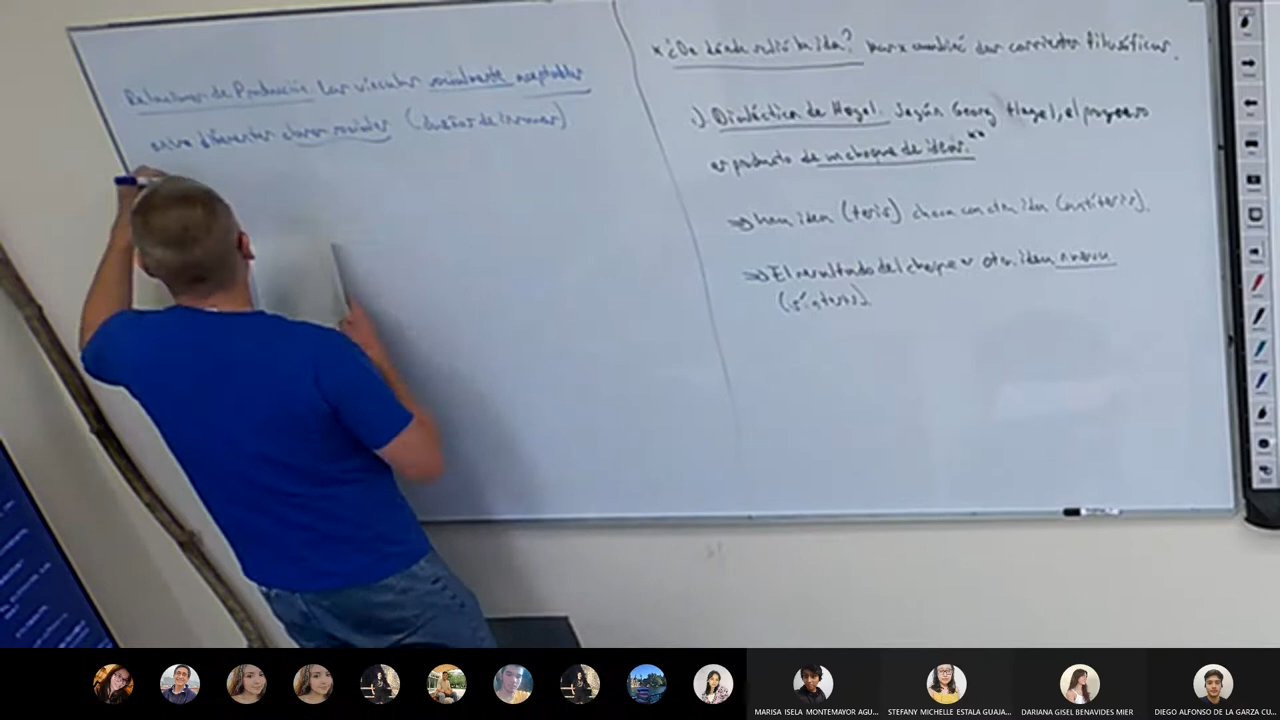 Relaciones de Producción Los vínculos socialmente aceptables
entre diferentes clases sociales (dueños de
* ¿De dónde salió la idea? Marx combinó dos corrientes filosóficas.
1) Dialéctica de Hegel. Según Georg Hegel, el progreso
es producto de un choque de ideas. **
⇒ Una idea (tesis) choca con otra idea (antítesis).
⇒ El resultado del choque es otra idea nueva
(síntesis).
MARISA ISELA MONTEMAYOR AGU...
STEFANY MICHELLE ESTALA GUAJA...
DARIANA GISEL BENAVIDES MIER
DIEGO ALFONSO DE LA GARZA CU...